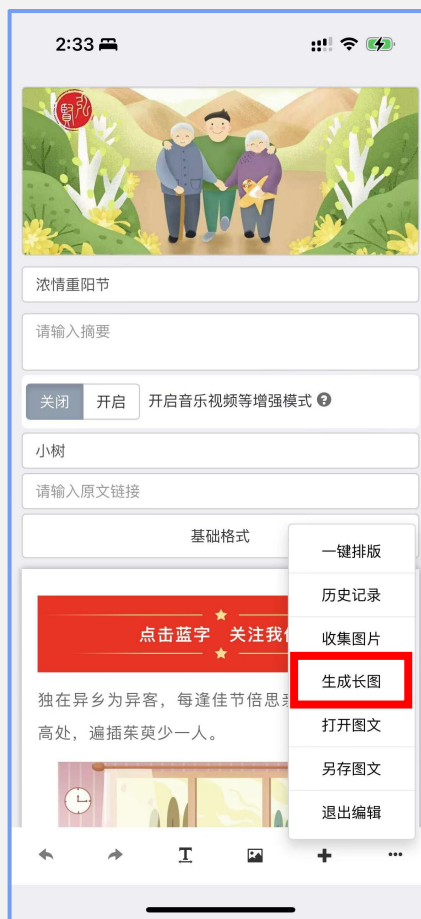 2:33
弘賢
浓情重阳节
请输入摘要
关闭 开启 开启音乐视频等增强模式
小树
请输入原文链接
基础格式
一键排版
历史记录
收集图片
生成长图
打开图文
另存图文
退出编辑
点击蓝字 关注我
独在异乡为异客，每逢佳节倍思
高处，遍插茱萸少一人。